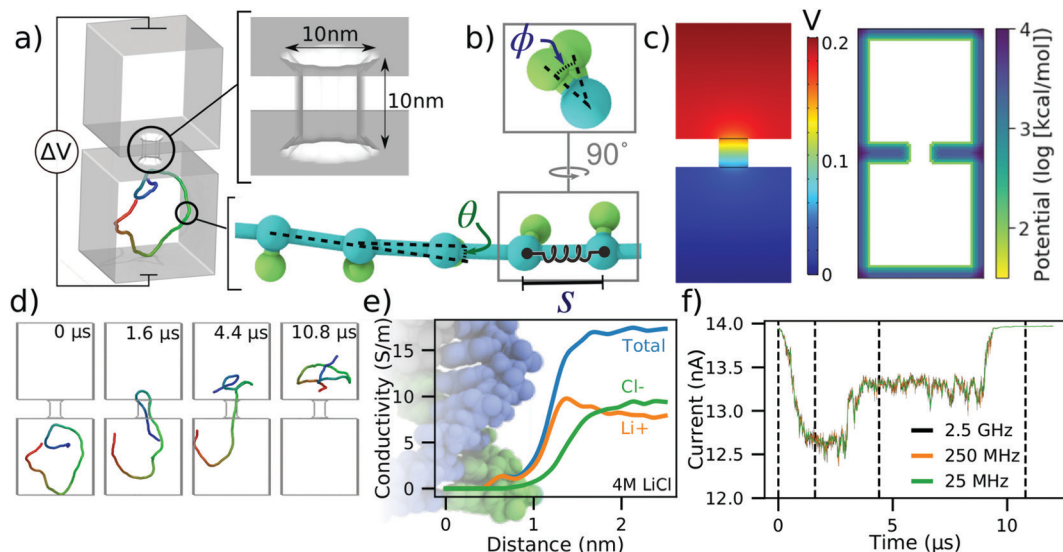 a)
ΔV
10nm
10nm
b)
ϕ
90°
θ
S
c)
V
0.2
0.1
0
4
3
2
Potential (log [kcal/mol])
d)
0 μs
1.6 μs
4.4 μs
10.8 μs
e)
Conductivity (S/m)
15
10
5
0
Total
Cl-
Li+
4M LiCl
0
1
2
Distance (nm)
f)
Current (nA)
14.0
13.5
13.0
12.5
12.0
2.5 GHz
250 MHz
25 MHz
0
5
10
Time (μs)